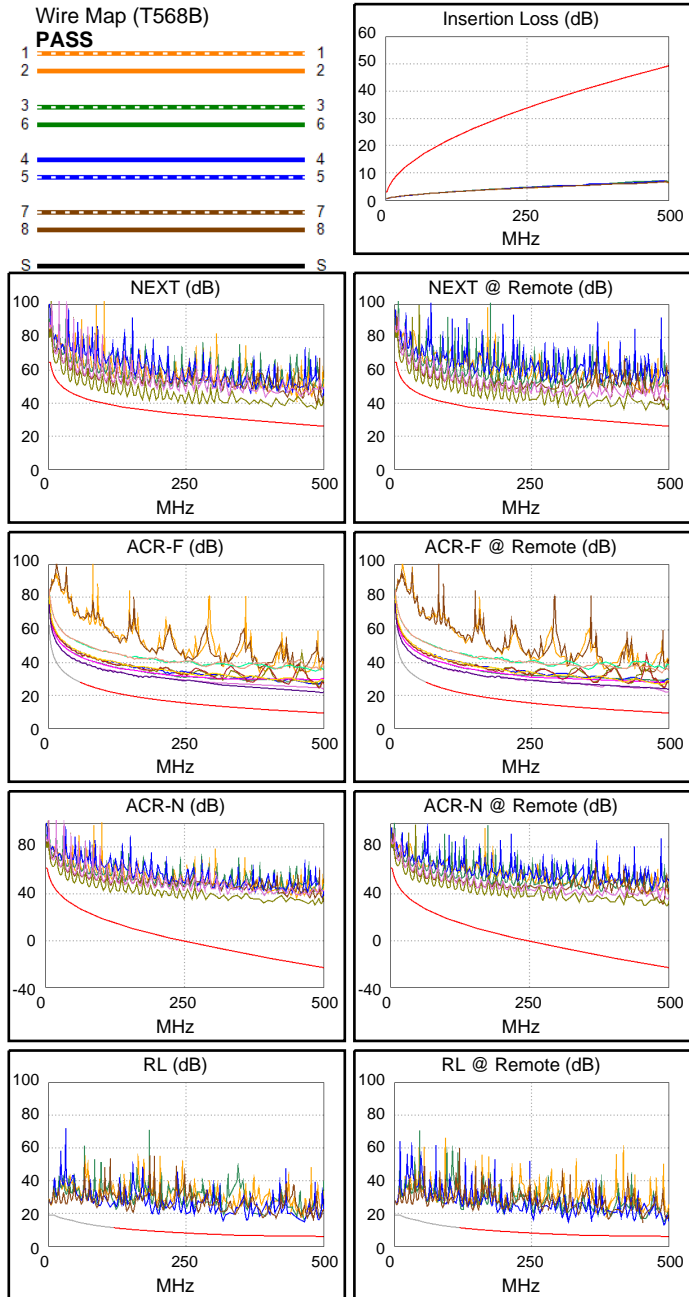 Wire Map (T568B)
PASS
1 1
2 2
3 3
6 6
4 4
5 5
7 7
8 8
S S
Insertion Loss (dB)
60
50
40
30
20
10
0
0 250 500
MHz
NEXT (dB)
100
80
60
40
20
0
0 250 500
MHz
NEXT @ Remote (dB)
100
80
60
40
20
0
0 250 500
MHz
ACR-F (dB)
100
80
60
40
20
0
0 250 500
MHz
ACR-F @ Remote (dB)
100
80
60
40
20
0
0 250 500
MHz
ACR-N (dB)
80
40
0
-40
0 250 500
MHz
ACR-N @ Remote (dB)
80
40
0
-40
0 250 500
MHz
RL (dB)
100
80
60
40
20
0
0 250 500
MHz
RL @ Remote (dB)
100
80
60
40
20
0
0 250 500
MHz